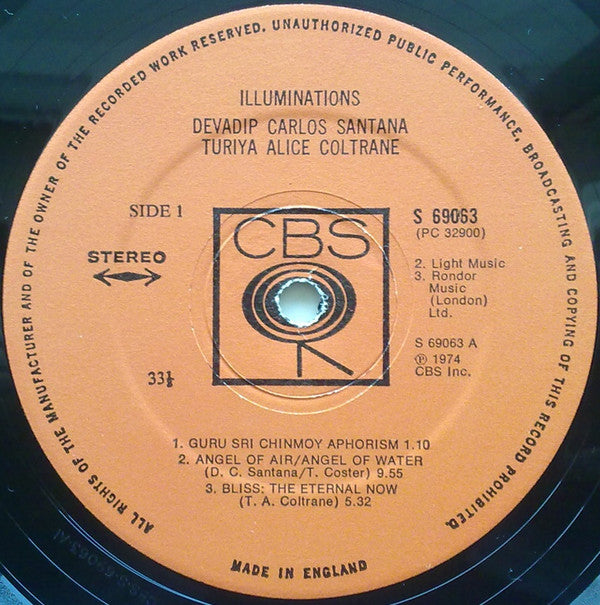 ALL RIGHTS OF THE MANUFACTURER AND OF THE OWNER OF THE RECORDED WORK RESERVED. UNAUTHORIZED PUBLIC PERFORMANCE, BROADCASTING AND COPYING OF THIS RECORD PROHIBITED.
ILLUMINATIONS
DEVADIP CARLOS SANTANA
TURIYA ALICE COLTRANE
SIDE 1
STEREO
33⅓
CBS
S 69063
(PC 32900)
2. Light Music
3. Rondor
Music
(London)
Ltd.
S 69063 A
℗ 1974
CBS Inc.
1. GURU SRI CHINMOY APHORISM 1.10
2. ANGEL OF AIR/ANGEL OF WATER
(D. C. Santana/T. Coster) 9.55
3. BLISS: THE ETERNAL NOW
(T. A. Coltrane) 5.32
MADE IN ENGLAND